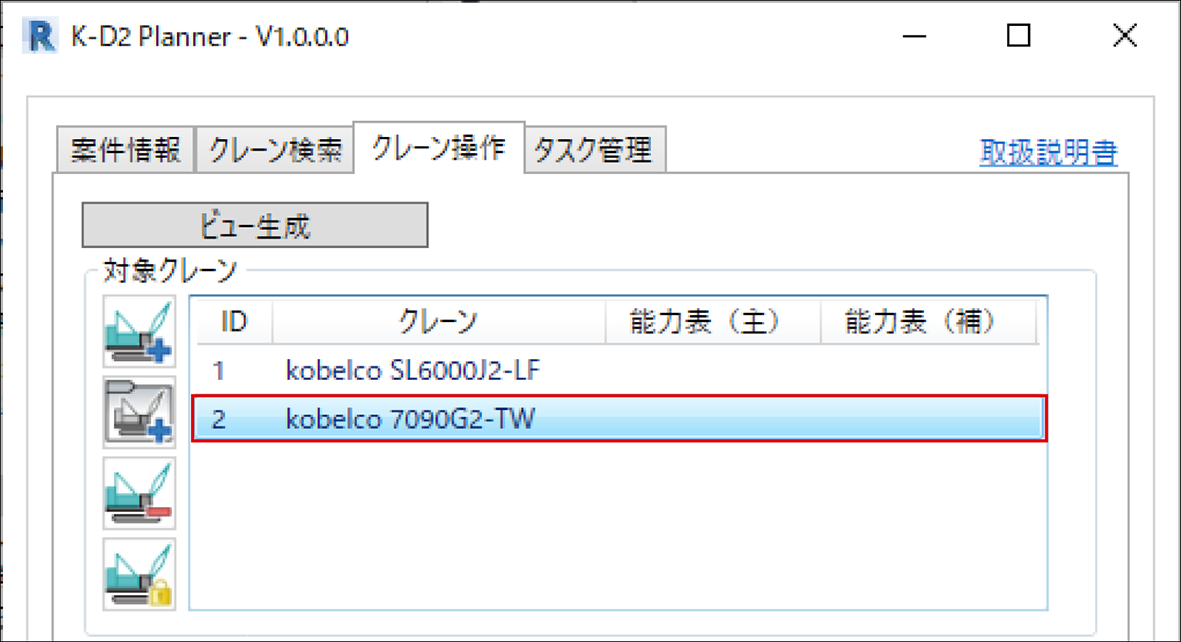 K-D2 Planner - V1.0.0.0
案件情報 クレーン検索 クレーン操作 タスク管理 取扱説明書
ビュー生成
対象クレーン
ID クレーン 能力表（主） 能力表（補）
1 kobelco SL6000J2-LF
2 kobelco 7090G2-TW